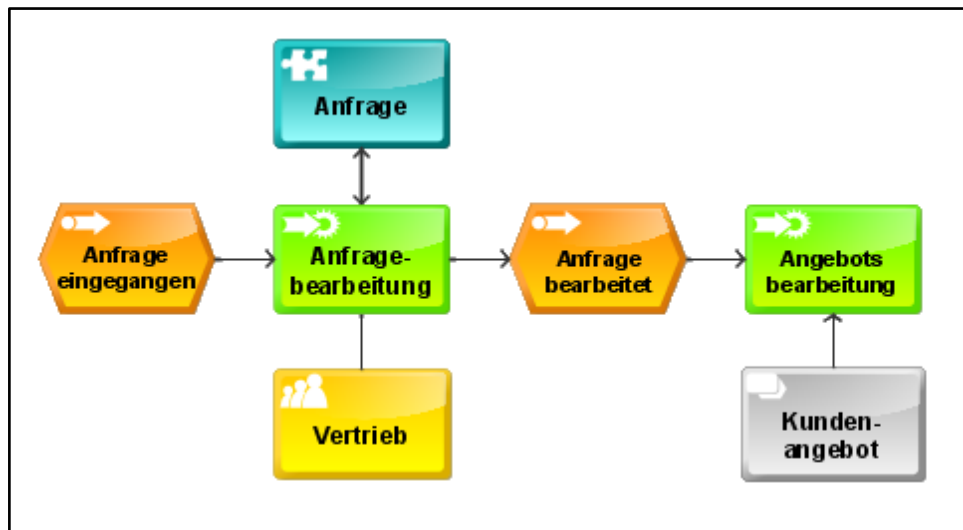 Anfrage
Anfrage
eingegangen
Anfrage-
bearbeitung
Anfrage
bearbeitet
Angebots
bearbeitung
Vertrieb
Kunden-
angebot